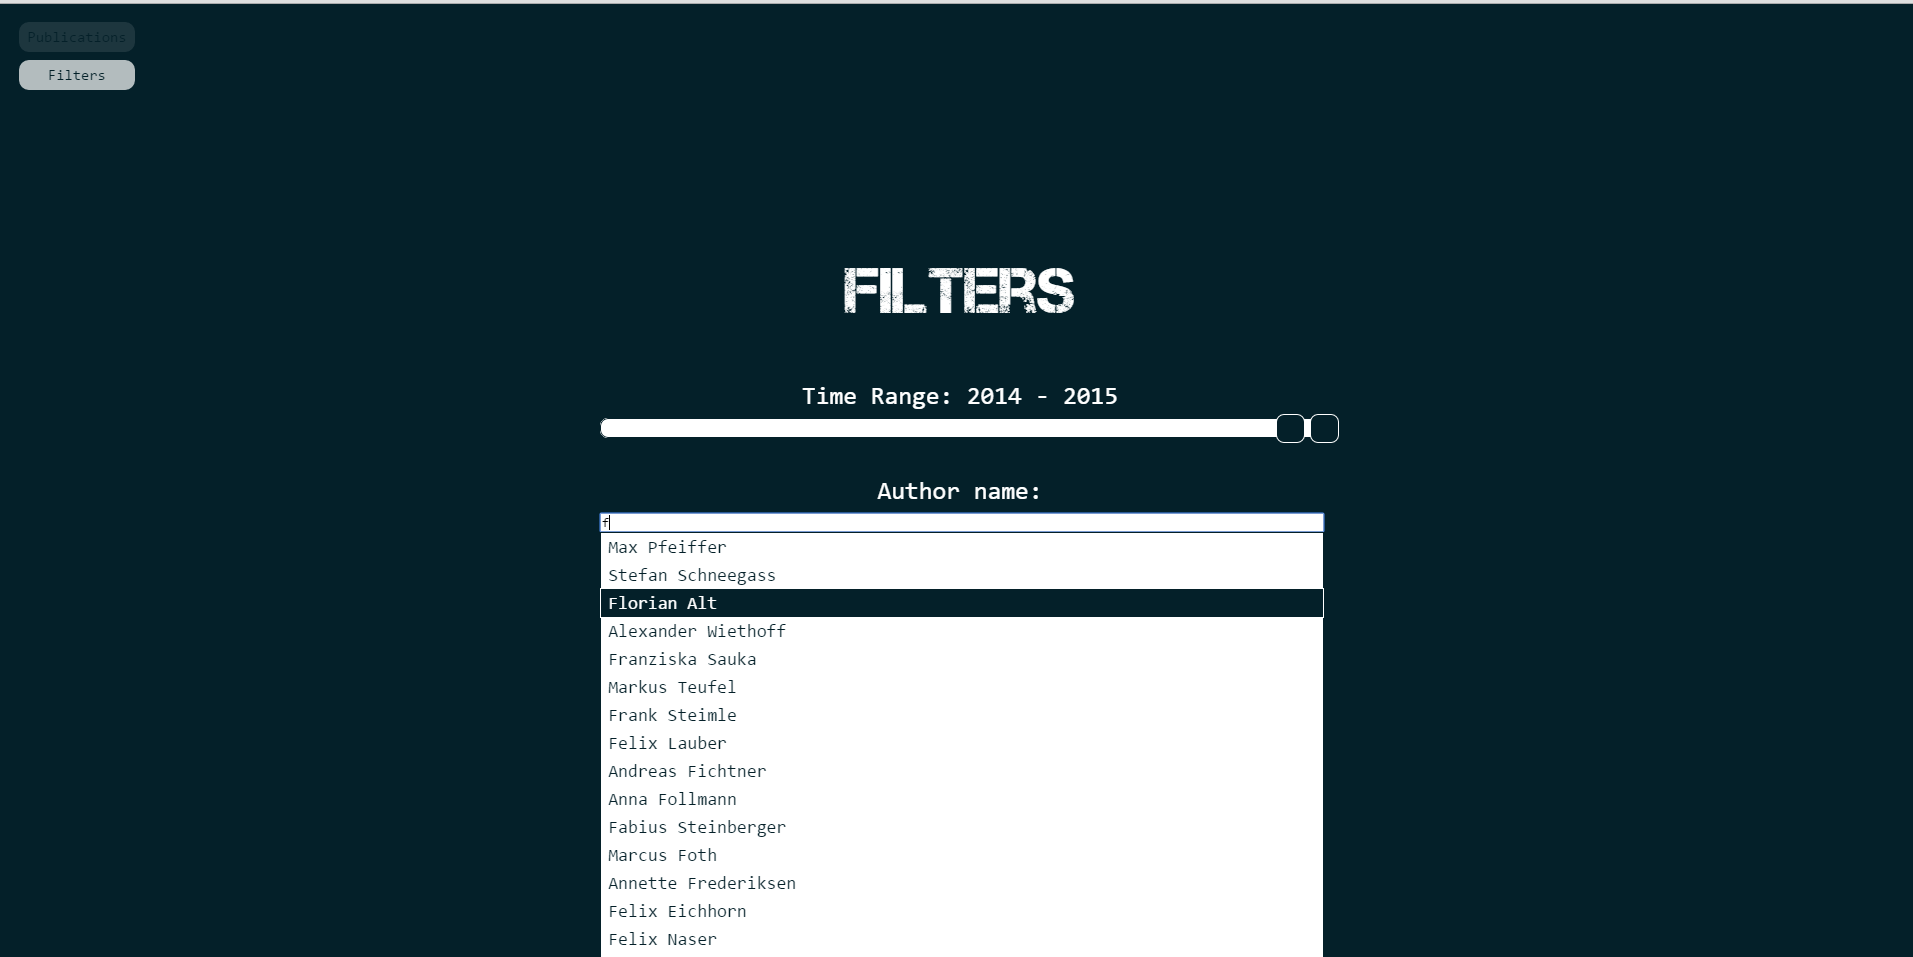 Publications
Filters
FILTERS
Time Range: 2014 - 2015
Author name:
f
Max Pfeiffer
Stefan Schneegass
Florian Alt
Alexander Wiethoff
Franziska Sauka
Markus Teufel
Frank Steimle
Felix Lauber
Andreas Fichtner
Anna Follmann
Fabius Steinberger
Marcus Foth
Annette Frederiksen
Felix Eichhorn
Felix Naser